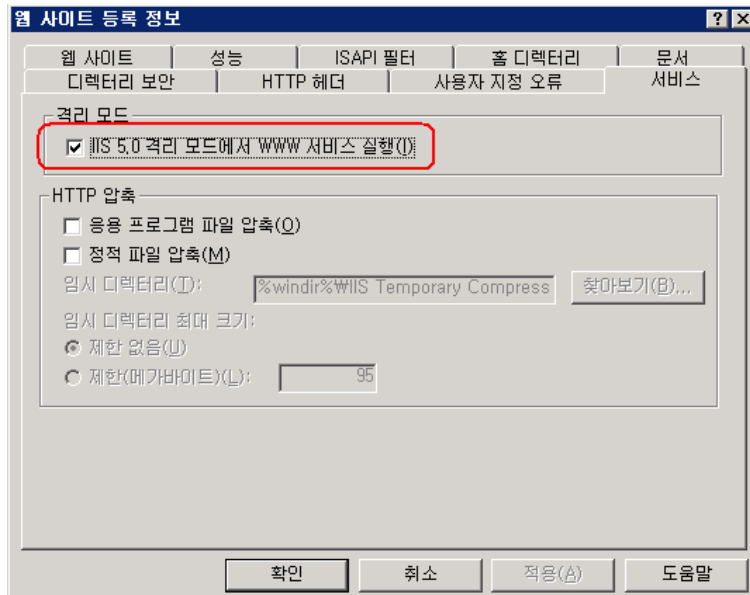 웹 사이트 등록 정보
웹 사이트 성능 ISAPI 필터 홈 디렉터리 문서
디렉터리 보안 HTTP 헤더 사용자 지정 오류 서비스
격리 모드
IIS 5.0 격리 모드에서 WWW 서비스 실행(I)
HTTP 압축
응용 프로그램 파일 압축(O)
정적 파일 압축(M)
임시 디렉터리(T): %windir%₩IIS Temporary Compress 찾아보기(B)...
임시 디렉터리 최대 크기:
제한 없음(U)
제한(메가바이트)(L): 95
확인 취소 적용(A) 도움말